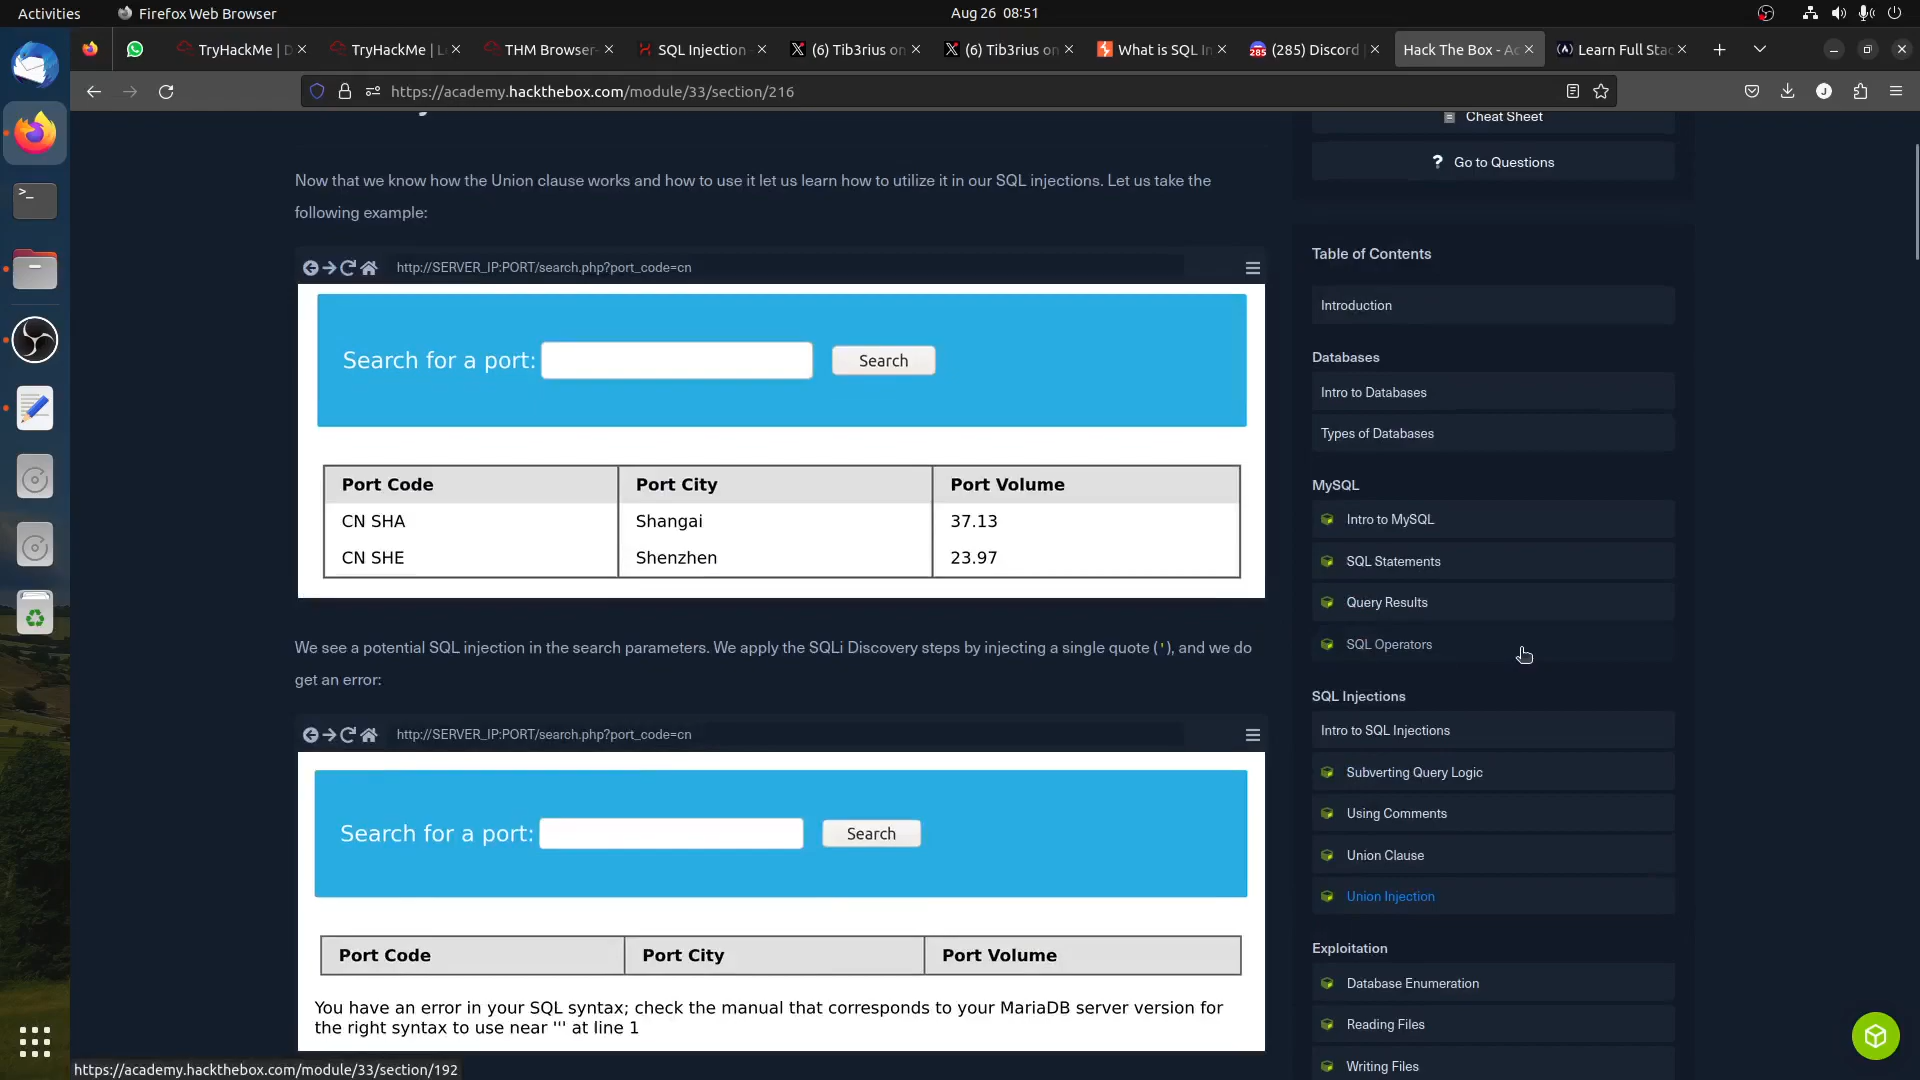 Activities
Firefox Web Browser
Aug 26 08:51
TryHackMe | D
TryHackMe | L
THM Browser-
SQL Injection
(6) Tib3rius on
(6) Tib3rius on
What is SQL In
(285) Discord |
Hack The Box - Ac
Learn Full Stac
https://academy.hackthebox.com/module/33/section/216
J
Now that we know how the Union clause works and how to use it let us learn how to utilize it in our SQL injections. Let us take the
following example:
http://SERVER_IP:PORT/search.php?port_code=cn
Search for a port:
Search
Port Code Port City Port Volume
CN SHA Shangai 37.13
CN SHE Shenzhen 23.97
We see a potential SQL injection in the search parameters. We apply the SQLi Discovery steps by injecting a single quote ('), and we do
get an error:
http://SERVER_IP:PORT/search.php?port_code=cn
Search for a port:
Search
Port Code Port City Port Volume
You have an error in your SQL syntax; check the manual that corresponds to your MariaDB server version for
the right syntax to use near ''' at line 1
Cheat Sheet
? Go to Questions
Table of Contents
Introduction
Databases
Intro to Databases
Types of Databases
MySQL
Intro to MySQL
SQL Statements
Query Results
SQL Operators
SQL Injections
Intro to SQL Injections
Subverting Query Logic
Using Comments
Union Clause
Union Injection
Exploitation
Database Enumeration
Reading Files
Writing Files
https://academy.hackthebox.com/module/33/section/192